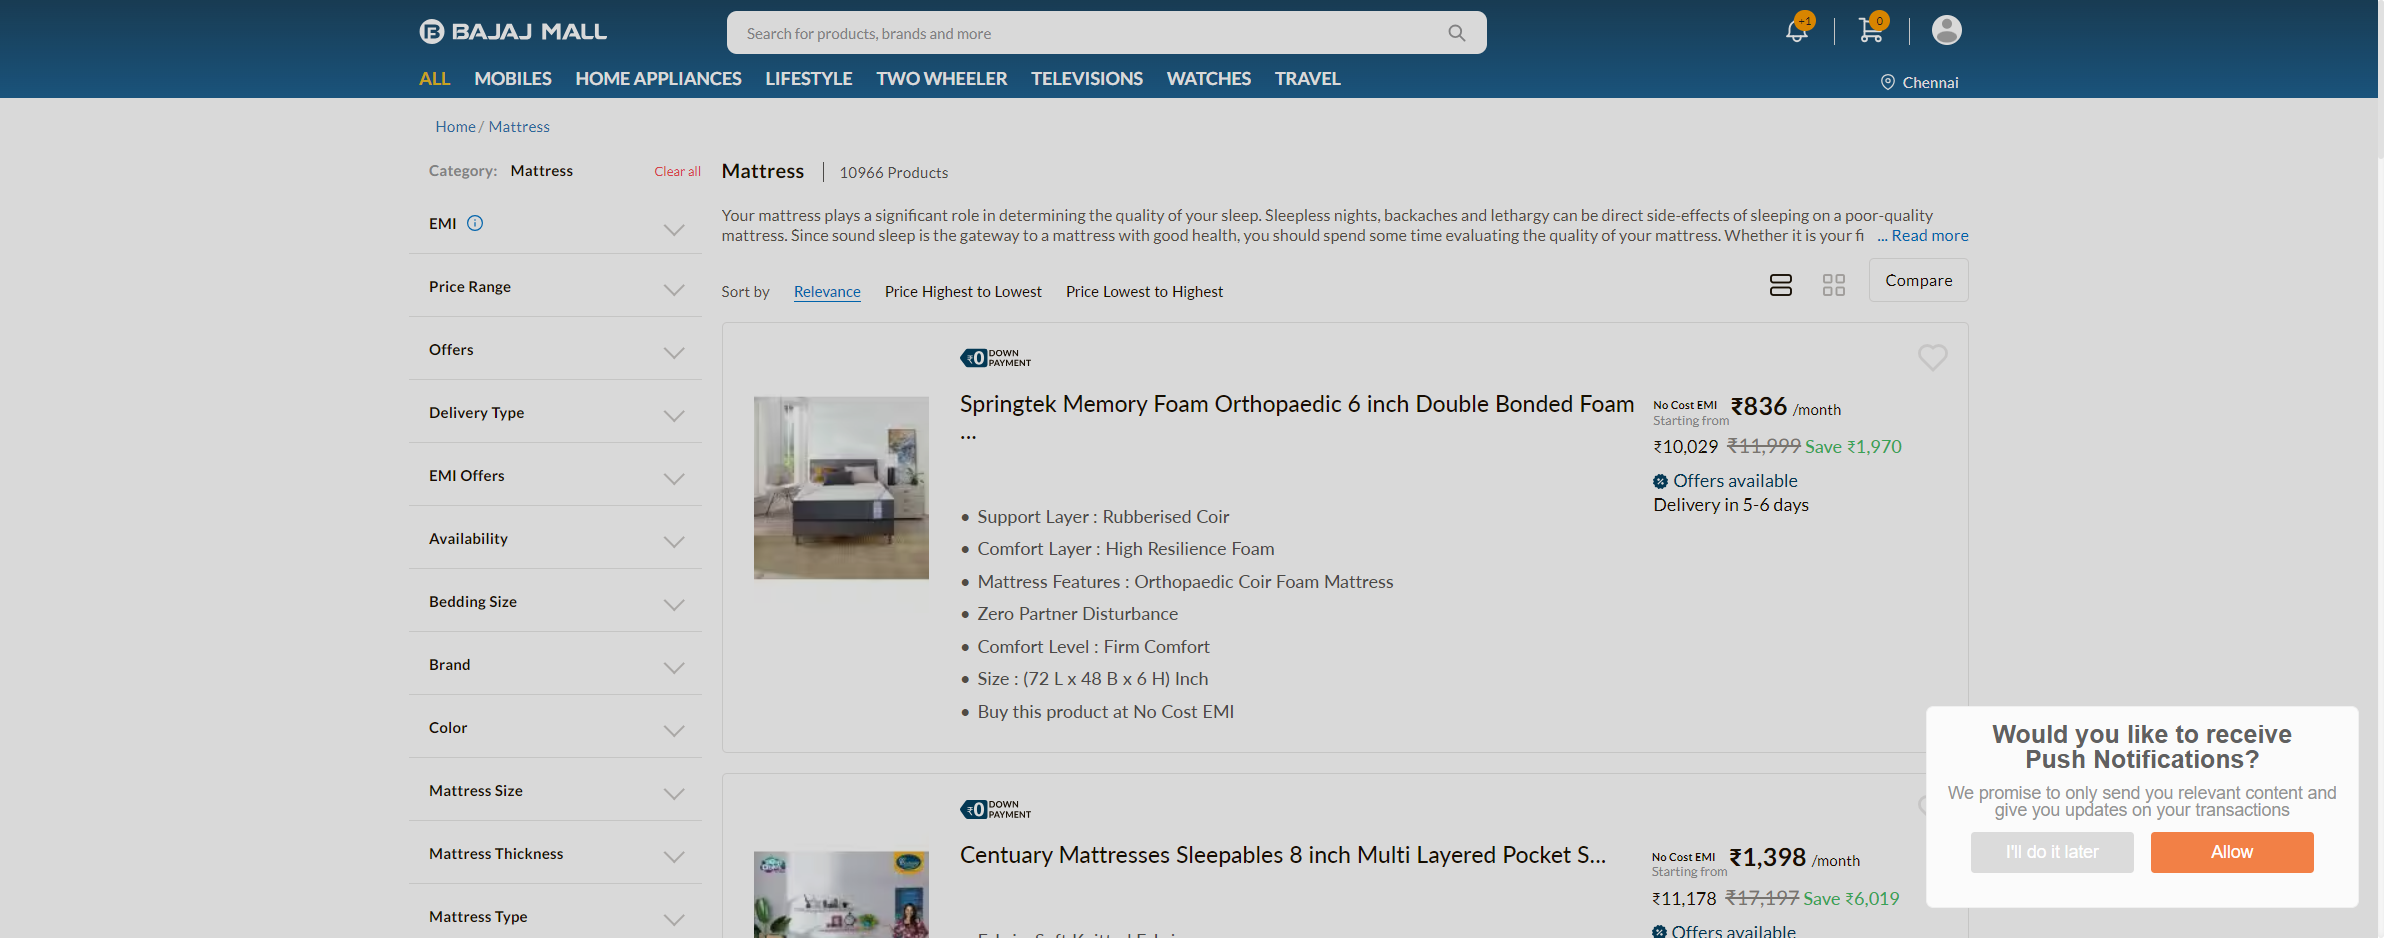 BAJAJ MALL
Search for products, brands and more
+1
0
ALL MOBILES HOME APPLIANCES LIFESTYLE TWO WHEELER TELEVISIONS WATCHES TRAVEL
Chennai
Home / Mattress
Category: Mattress Clear all
EMI
Price Range
Offers
Delivery Type
EMI Offers
Availability
Bedding Size
Brand
Color
Mattress Size
Mattress Thickness
Mattress Type
Mattress 10966 Products
Your mattress plays a significant role in determining the quality of your sleep. Sleepless nights, backaches and lethargy can be direct side-effects of sleeping on a poor-quality
mattress. Since sound sleep is the gateway to a mattress with good health, you should spend some time evaluating the quality of your mattress. Whether it is your fi ... Read more
Sort by Relevance Price Highest to Lowest Price Lowest to Highest
Compare
₹0 DOWN
PAYMENT
Springtek Memory Foam Orthopaedic 6 inch Double Bonded Foam
...
• Support Layer : Rubberised Coir
• Comfort Layer : High Resilience Foam
• Mattress Features : Orthopaedic Coir Foam Mattress
• Zero Partner Disturbance
• Comfort Level : Firm Comfort
• Size : (72 L x 48 B x 6 H) Inch
• Buy this product at No Cost EMI
No Cost EMI ₹836 /month
Starting from
₹10,029 ₹11,999 Save ₹1,970
Offers available
Delivery in 5-6 days
₹0 DOWN
PAYMENT
Centuary Mattresses Sleepables 8 inch Multi Layered Pocket S...
No Cost EMI ₹1,398 /month
Starting from
₹11,178 ₹17,197 Save ₹6,019
Offers available
Would you like to receive
Push Notifications?
We promise to only send you relevant content and
give you updates on your transactions
I'll do it later
Allow